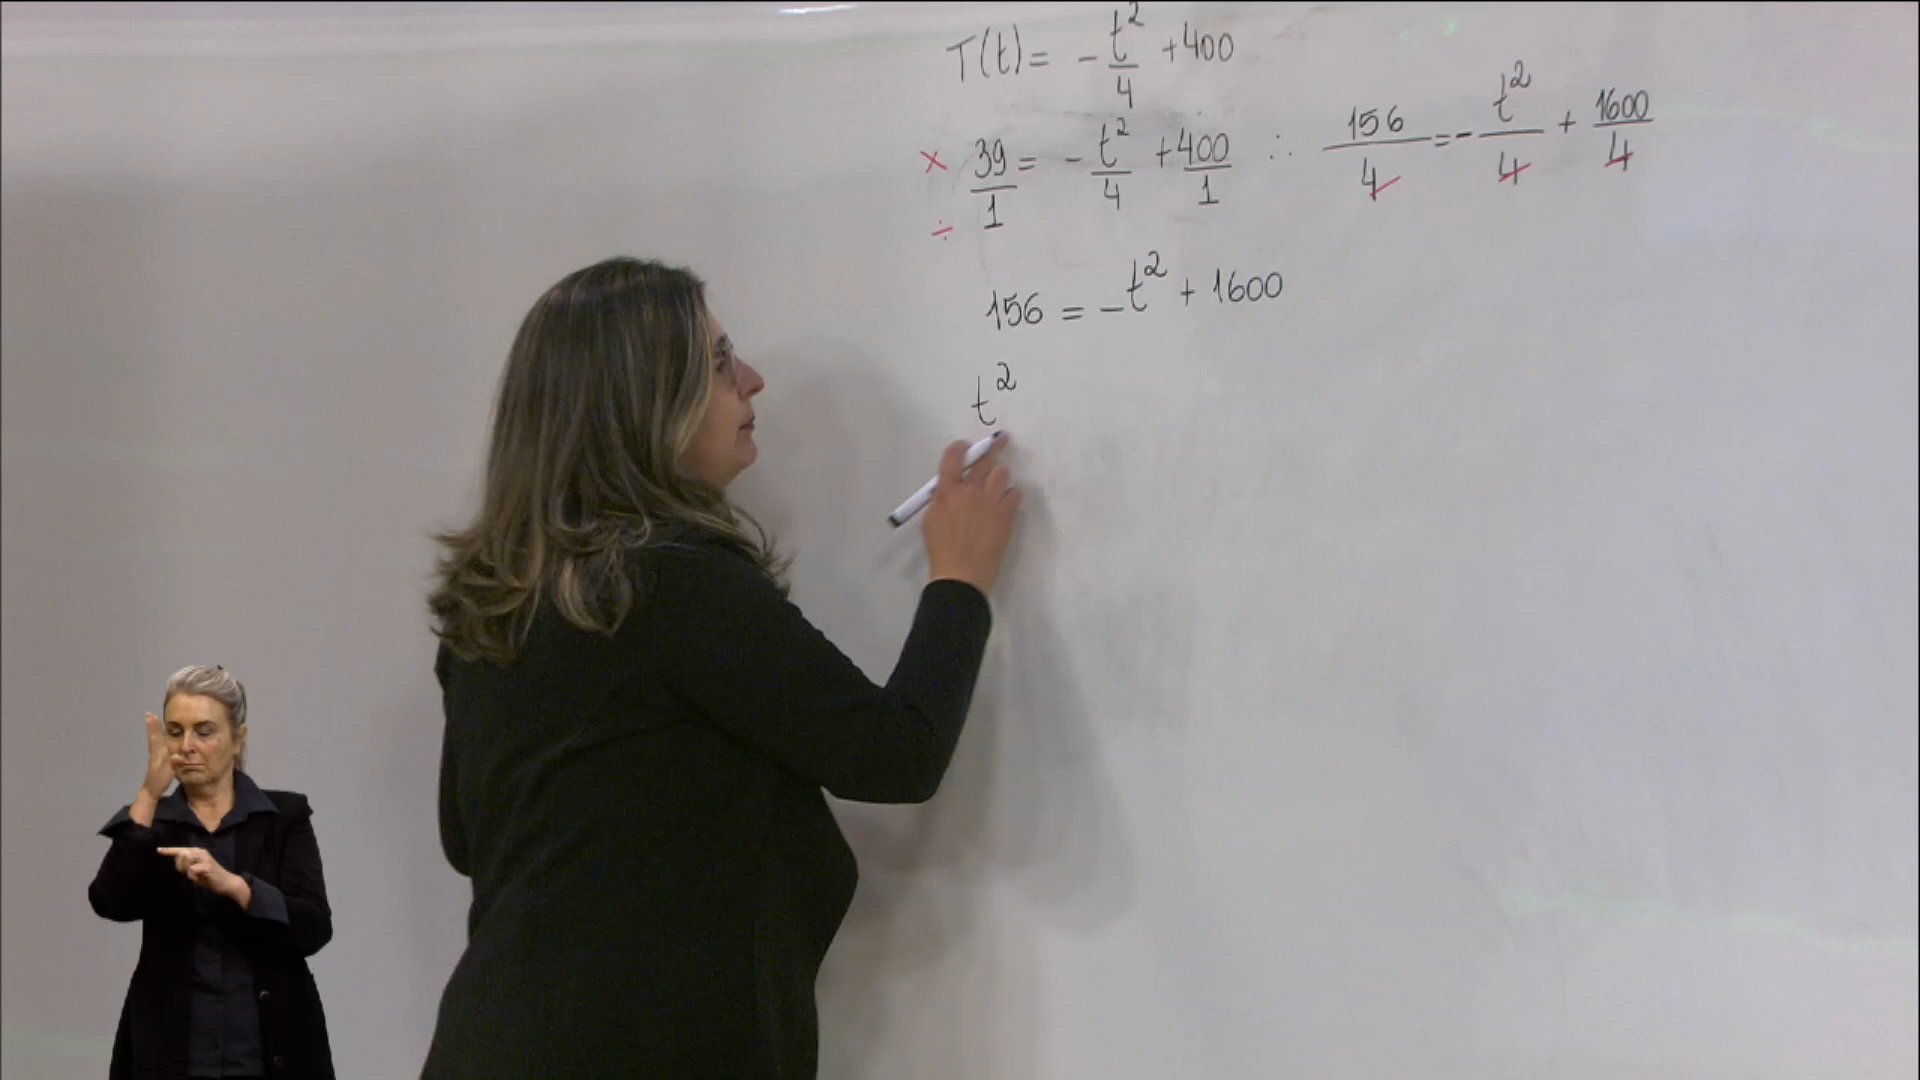 T(t) = - t²/4 + 400
× ÷ 39/1 = - t²/4 + 400/1 ∴ 156/4 = - t²/4 + 1600/4
156 = - t² + 1600
t²